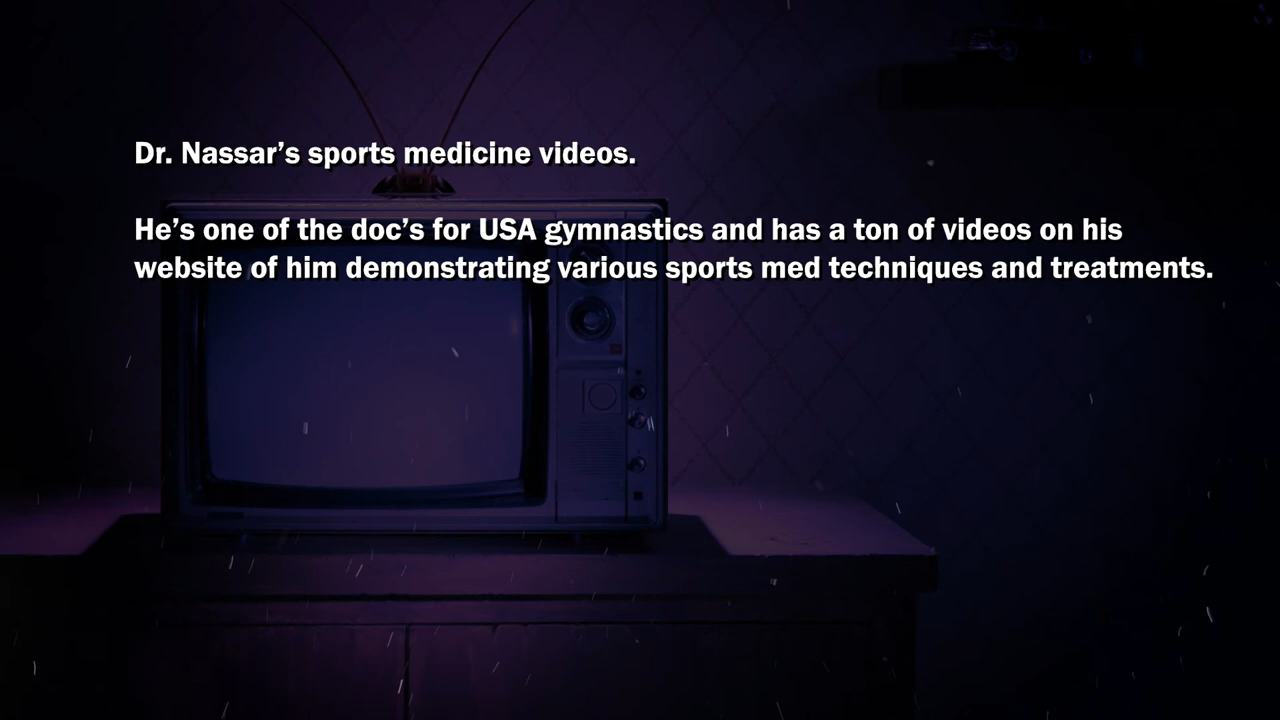 Dr. Nassar’s sports medicine videos.
He’s one of the doc’s for USA gymnastics and has a ton of videos on his
website of him demonstrating various sports med techniques and treatments.